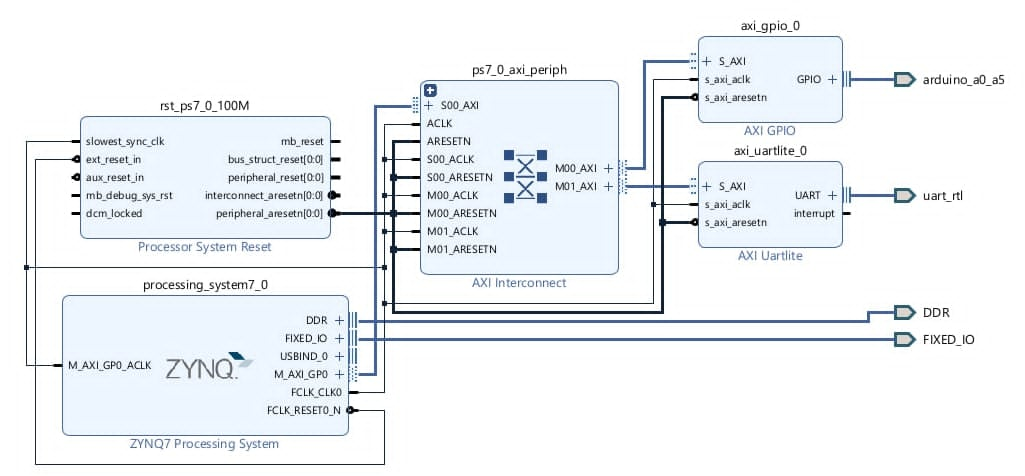 rst_ps7_0_100M
slowest_sync_clk
ext_reset_in
aux_reset_in
mb_debug_sys_rst
dcm_locked
mb_reset
bus_struct_reset[0:0]
peripheral_reset[0:0]
interconnect_aresetn[0:0]
peripheral_aresetn[0:0]
Processor System Reset
processing_system7_0
M_AXI_GP0_ACLK
ZYNQ
DDR
FIXED_IO
USBIND_0
M_AXI_GP0
FCLK_CLK0
FCLK_RESET0_N
ZYNQ7 Processing System
ps7_0_axi_periph
S00_AXI
ACLK
ARESETN
S00_ACLK
S00_ARESETN
M00_ACLK
M00_ARESETN
M01_ACLK
M01_ARESETN
M00_AXI
M01_AXI
AXI Interconnect
axi_gpio_0
S_AXI
s_axi_aclk
s_axi_aresetn
GPIO
AXI GPIO
axi_uartlite_0
S_AXI
s_axi_aclk
s_axi_aresetn
UART
interrupt
AXI Uartlite
arduino_a0_a5
uart_rtl
DDR
FIXED_IO